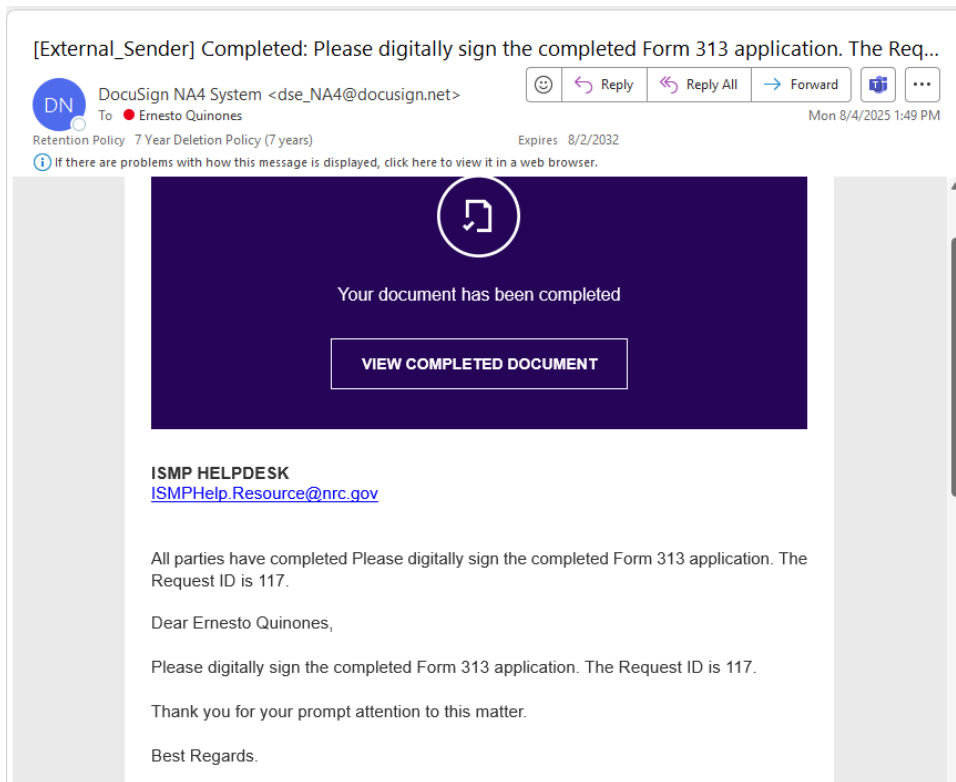 [External_Sender] Completed: Please digitally sign the completed Form 313 application. The Req...
DN
DocuSign NA4 System <dse_NA4@docusign.net>
Reply
Reply All
Forward
To Ernesto Quinones
Mon 8/4/2025 1:49 PM
Retention Policy 7 Year Deletion Policy (7 years)
Expires 8/2/2032
If there are problems with how this message is displayed, click here to view it in a web browser.
Your document has been completed
VIEW COMPLETED DOCUMENT
ISMP HELPDESK
ISMPHelp.Resource@nrc.gov
All parties have completed Please digitally sign the completed Form 313 application. The
Request ID is 117.
Dear Ernesto Quinones,
Please digitally sign the completed Form 313 application. The Request ID is 117.
Thank you for your prompt attention to this matter.
Best Regards.